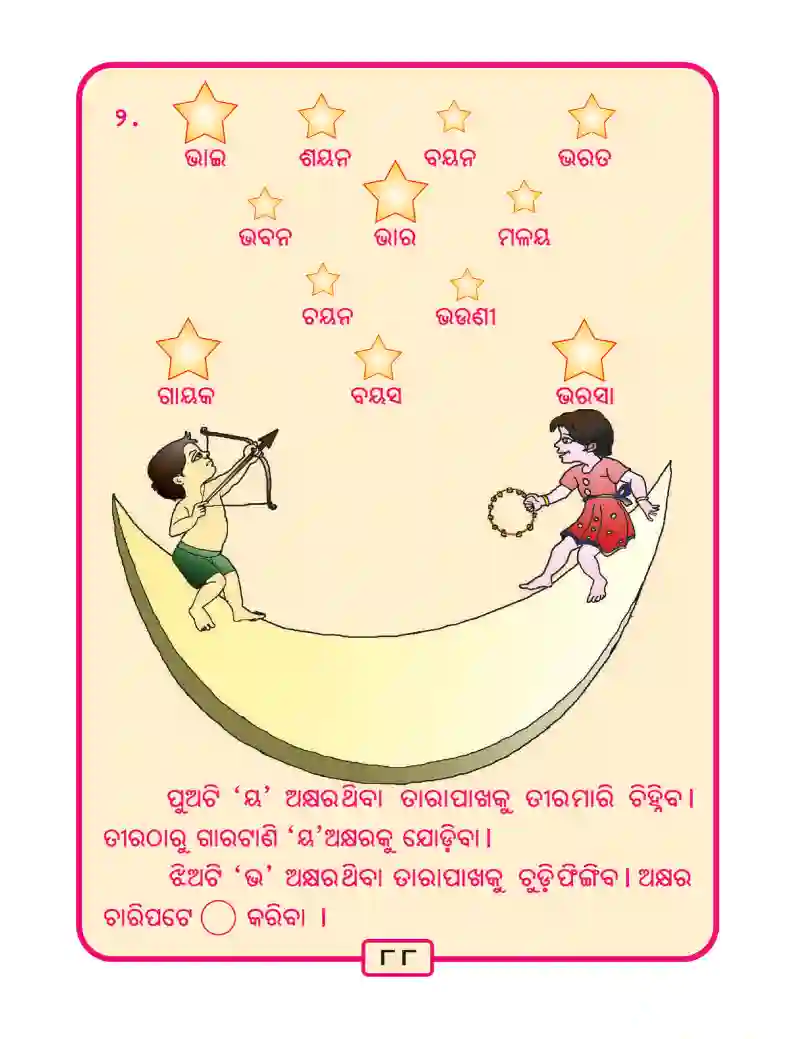 ୨.
ଭାଇ ଶୟନ ବୟନ ଭରତ
ଭବନ ଭାର ମଳୟ
ଚୟନ ଭଉଣୀ
ଗାୟକ ବୟସ ଭରସା
ପୁଅଟି ‘ୟ’ ଅକ୍ଷରଥିବା ତାରାପାଖକୁ ତୀରମାରି ଚିହ୍ନିବ।
ତୀରଠାରୁ ଗାରଟାଣି ‘ୟ’ଅକ୍ଷରକୁ ଯୋଡ଼ିବା।
ଝିଅଟି ‘ଭ’ ଅକ୍ଷରଥିବା ତାରାପାଖକୁ ଚୁଡ଼ିଫିଙ୍ଗିବ। ଅକ୍ଷର
ଚାରିପଟେ କରିବା ।
୮୮